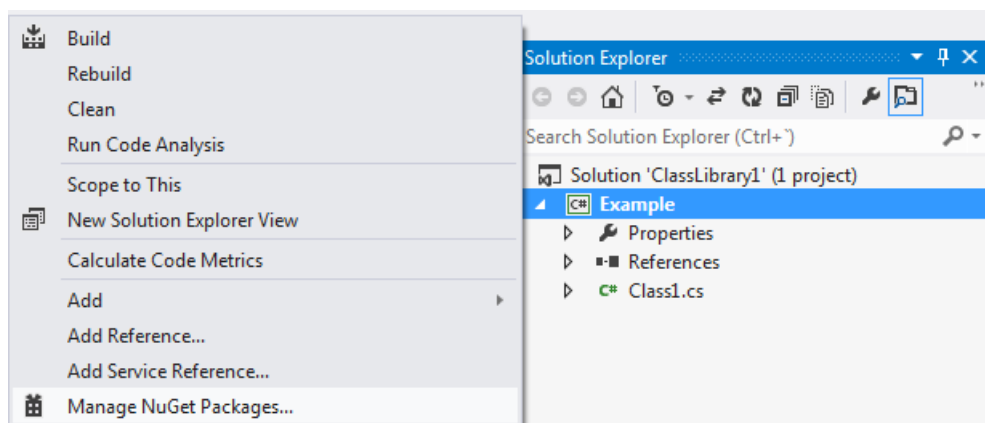 Build
Rebuild
Clean
Run Code Analysis
Scope to This
New Solution Explorer View
Calculate Code Metrics
Add
Add Reference...
Add Service Reference...
Manage NuGet Packages...
Solution Explorer
Search Solution Explorer (Ctrl+`)
Solution 'ClassLibrary1' (1 project)
C# Example
Properties
References
C# Class1.cs